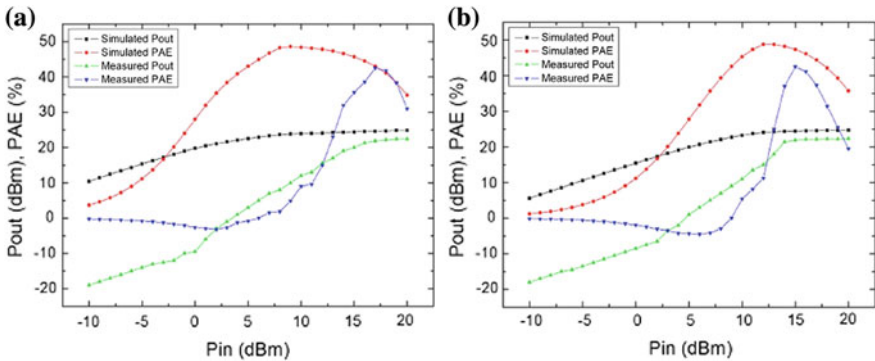 (a)
Simulated Pout
Simulated PAE
Measured Pout
Measured PAE
50
40
30
20
10
0
-10
-20
Pout (dBm), PAE (%)
-10
-5
0
5
10
15
20
Pin (dBm)
(b)
Simulated Pout
Simulated PAE
Measured Pout
Measured PAE
50
40
30
20
10
0
-10
-20
Pout (dBm), PAE (%)
-10
-5
0
5
10
15
20
Pin (dBm)